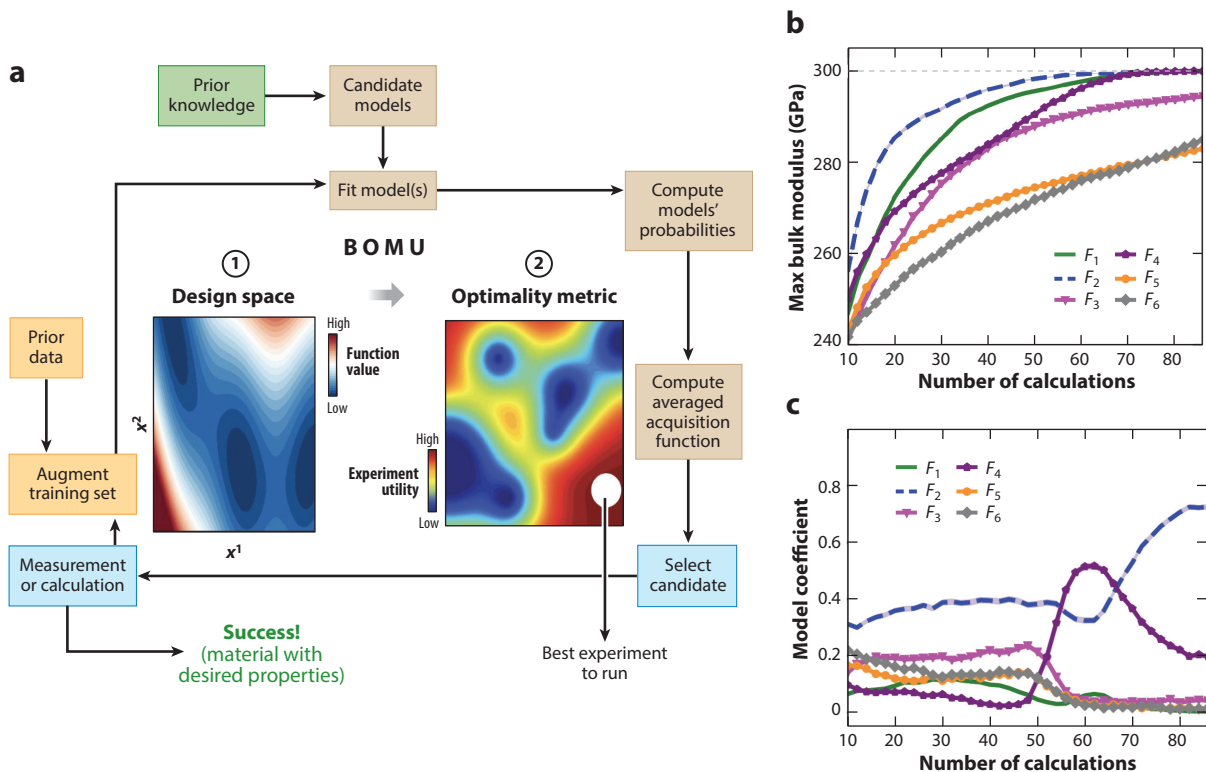 a
Prior
knowledge
Candidate
models
Fit model(s)
Compute
models'
probabilities
BOMU
1
Design space
2
Optimality metric
High
Function
value
Low
x2
x1
High
Experiment
utility
Low
Prior
data
Augment
training set
Measurement
or calculation
Compute
averaged
acquisition
function
Select
candidate
Success!
(material with
desired properties)
Best experiment
to run
b
Max bulk modulus (GPa)
300
280
260
240
10 20 30 40 50 60 70 80
Number of calculations
F1 F4
F2 F5
F3 F6
c
Model coefficient
F1 F4
F2 F5
F3 F6
0.8
0.6
0.4
0.2
0
10 20 30 40 50 60 70 80
Number of calculations